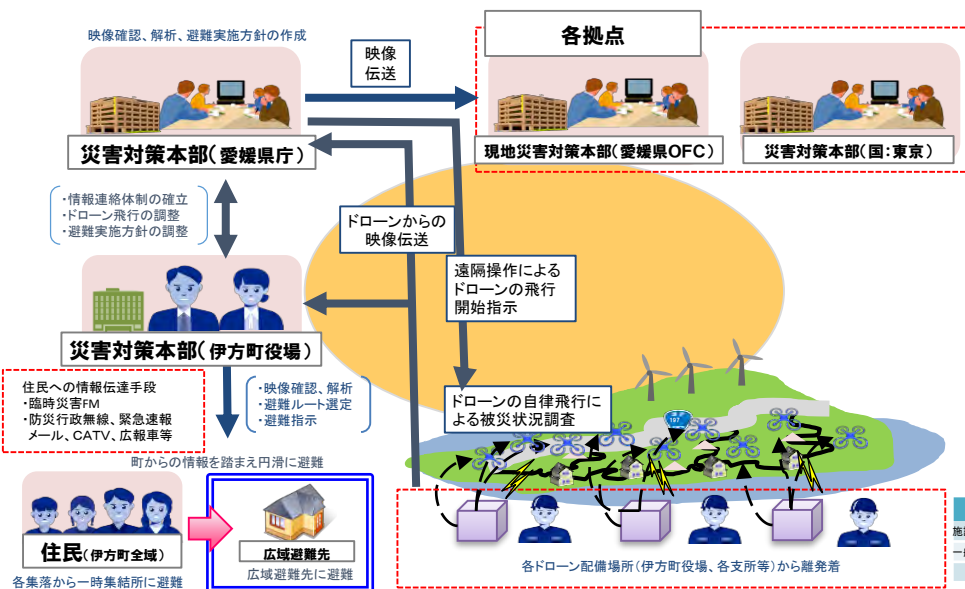 映像確認、解析、避難実施方針の作成
災害対策本部(愛媛県庁)
映像
伝送
各拠点
現地災害対策本部(愛媛県OFC)
災害対策本部(国:東京)
・情報連絡体制の確立
・ドローン飛行の調整
・避難実施方針の調整
ドローンからの
映像伝送
遠隔操作による
ドローンの飛行
開始指示
災害対策本部(伊方町役場)
住民への情報伝達手段
・臨時災害FM
・防災行政無線、緊急速報
メール、CATV、広報車等
・映像確認、解析
・避難ルート選定
・避難指示
ドローンの自律飛行に
よる被災状況調査
197
町からの情報を踏まえ円滑に避難
住民(伊方町全域)
各集落から一時集結所に避難
広域避難先
広域避難先に避難
各ドローン配備場所(伊方町役場、各支所等)から離発着